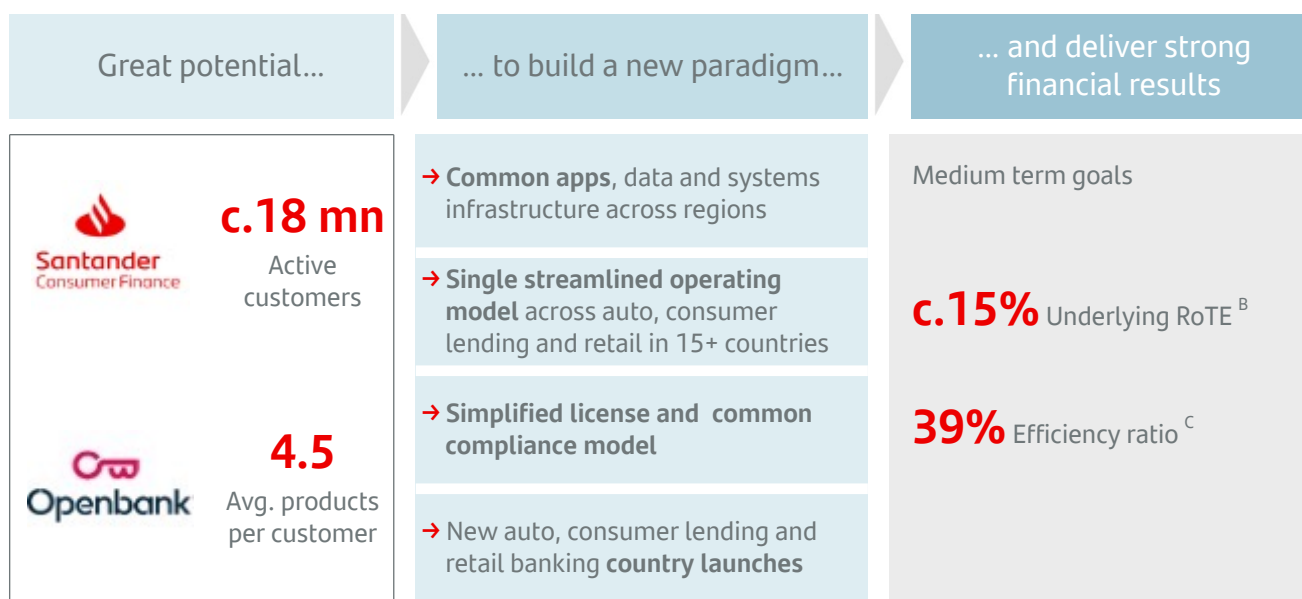 Great potential...
... to build a new paradigm...
... and deliver strong
financial results
Santander
Consumer Finance
c.18 mn
Active
customers
Openbank
4.5
Avg. products
per customer
→ Common apps, data and systems
infrastructure across regions
→ Single streamlined operating
model across auto, consumer
lending and retail in 15+ countries
→ Simplified license and common
compliance model
→ New auto, consumer lending and
retail banking country launches
Medium term goals
c.15% Underlying RoTE B
39% Efficiency ratio C